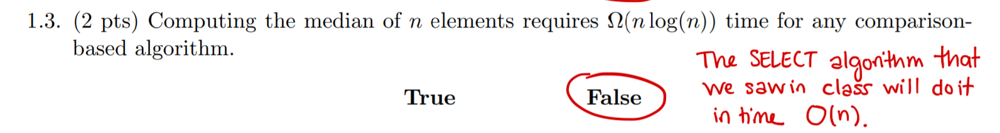 1.3. (2 pts) Computing the median of n elements requires Ω(n log(n)) time for any comparison-
based algorithm.
The SELECT algorithm that
we saw in class will do it
in time O(n).
True
False